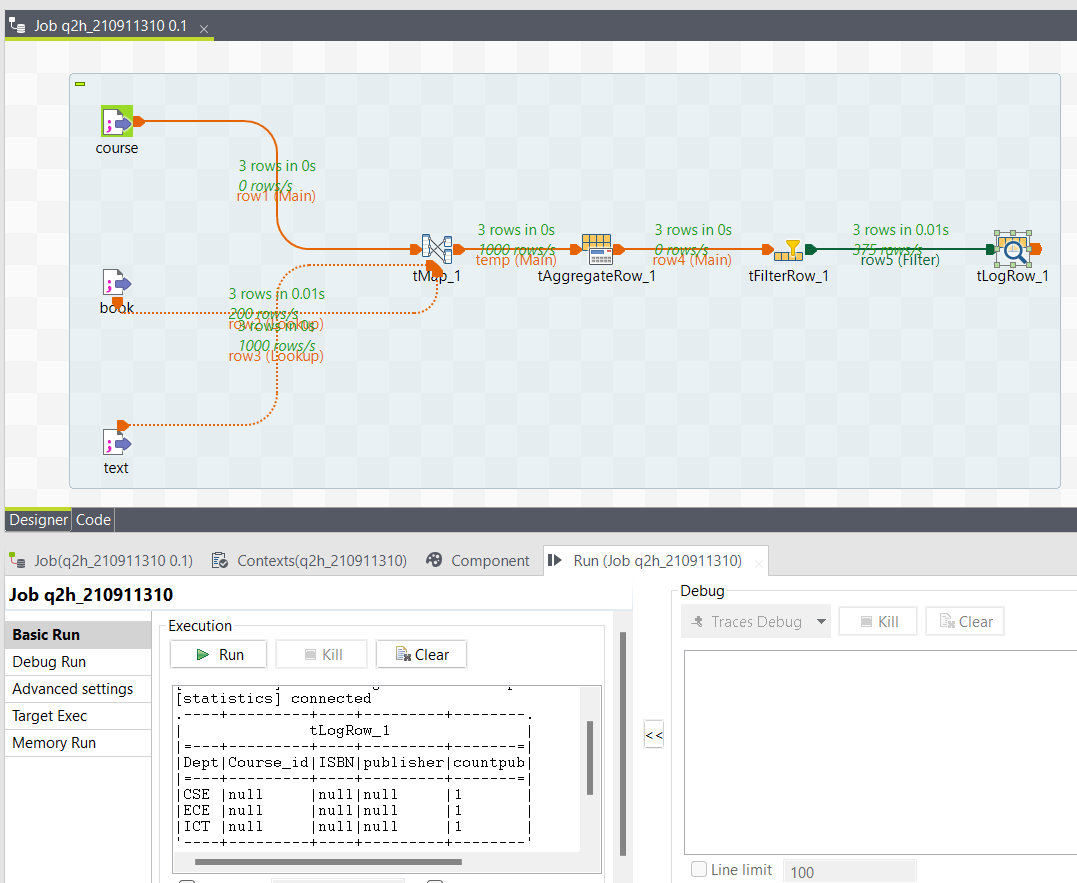 Job q2h_210911310 0.1
course
3 rows in 0s
0 rows/s
row1 (Main)
3 rows in 0s
1000 rows/s
temp (Main)
3 rows in 0s
0 rows/s
row4 (Main)
3 rows in 0.01s
375 rows/s
row5 (Filter)
tMap_1
tAggregateRow_1
tFilterRow_1
tLogRow_1
book
3 rows in 0.01s
200 rows/s
row2 (Lookup)
3 rows in 0s
1000 rows/s
row3 (Lookup)
text
Designer Code
Job(q2h_210911310 0.1) Contexts(q2h_210911310) Component Run (Job q2h_210911310)
Job q2h_210911310
Basic Run
Debug Run
Advanced settings
Target Exec
Memory Run
Execution
Run Kill Clear
[statistics] connected
.----+---------+----+---------+--------.
|               tLogRow_1              |
|=---+---------+----+---------+-------=|
|Dept|Course_id|ISBN|publisher|countpub|
|=---+---------+----+---------+-------=|
|CSE |null     |null|null     |1       |
|ECE |null     |null|null     |1       |
|ICT |null     |null|null     |1       |
'----+---------+----+---------+--------'
<<
Debug
Traces Debug Kill Clear
Line limit 100